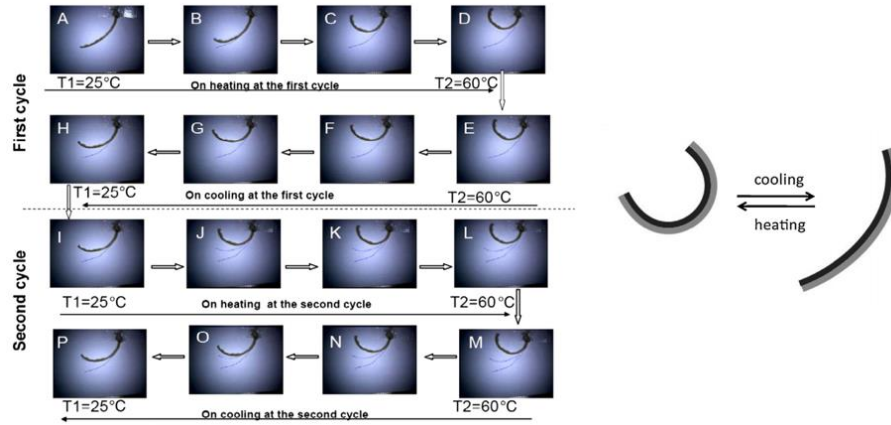 A B C D
T1=25°C On heating at the first cycle T2=60°C
First cycle
H G F E
T1=25°C On cooling at the first cycle T2=60°C
cooling
heating
Second cycle
I J K L
T1=25°C On heating at the second cycle T2=60°C
P O N M
T1=25°C On cooling at the second cycle T2=60°C